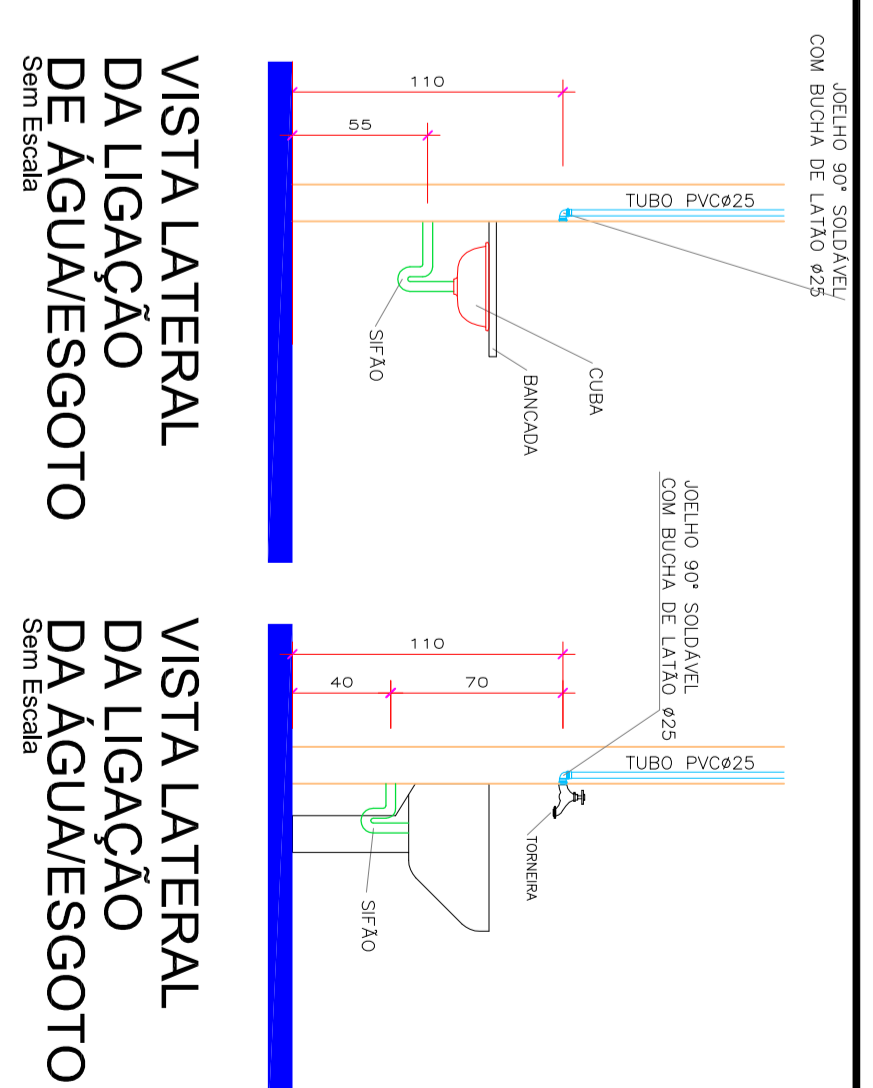 JOELHO 90° SOLDÁVEL
COM BUCHA DE LATÃO ø25
110
55
TUBO PVCø25
SIFÃO
CUBA
BANCADA
VISTA LATERAL
DA LIGAÇÃO
DE ÁGUA/ESGOTO
Sem Escala
JOELHO 90° SOLDÁVEL
COM BUCHA DE LATÃO ø25
110
40
70
TUBO PVCø25
TORNEIRA
SIFÃO
VISTA LATERAL
DA LIGAÇÃO
DA ÁGUA/ESGOTO
Sem Escala